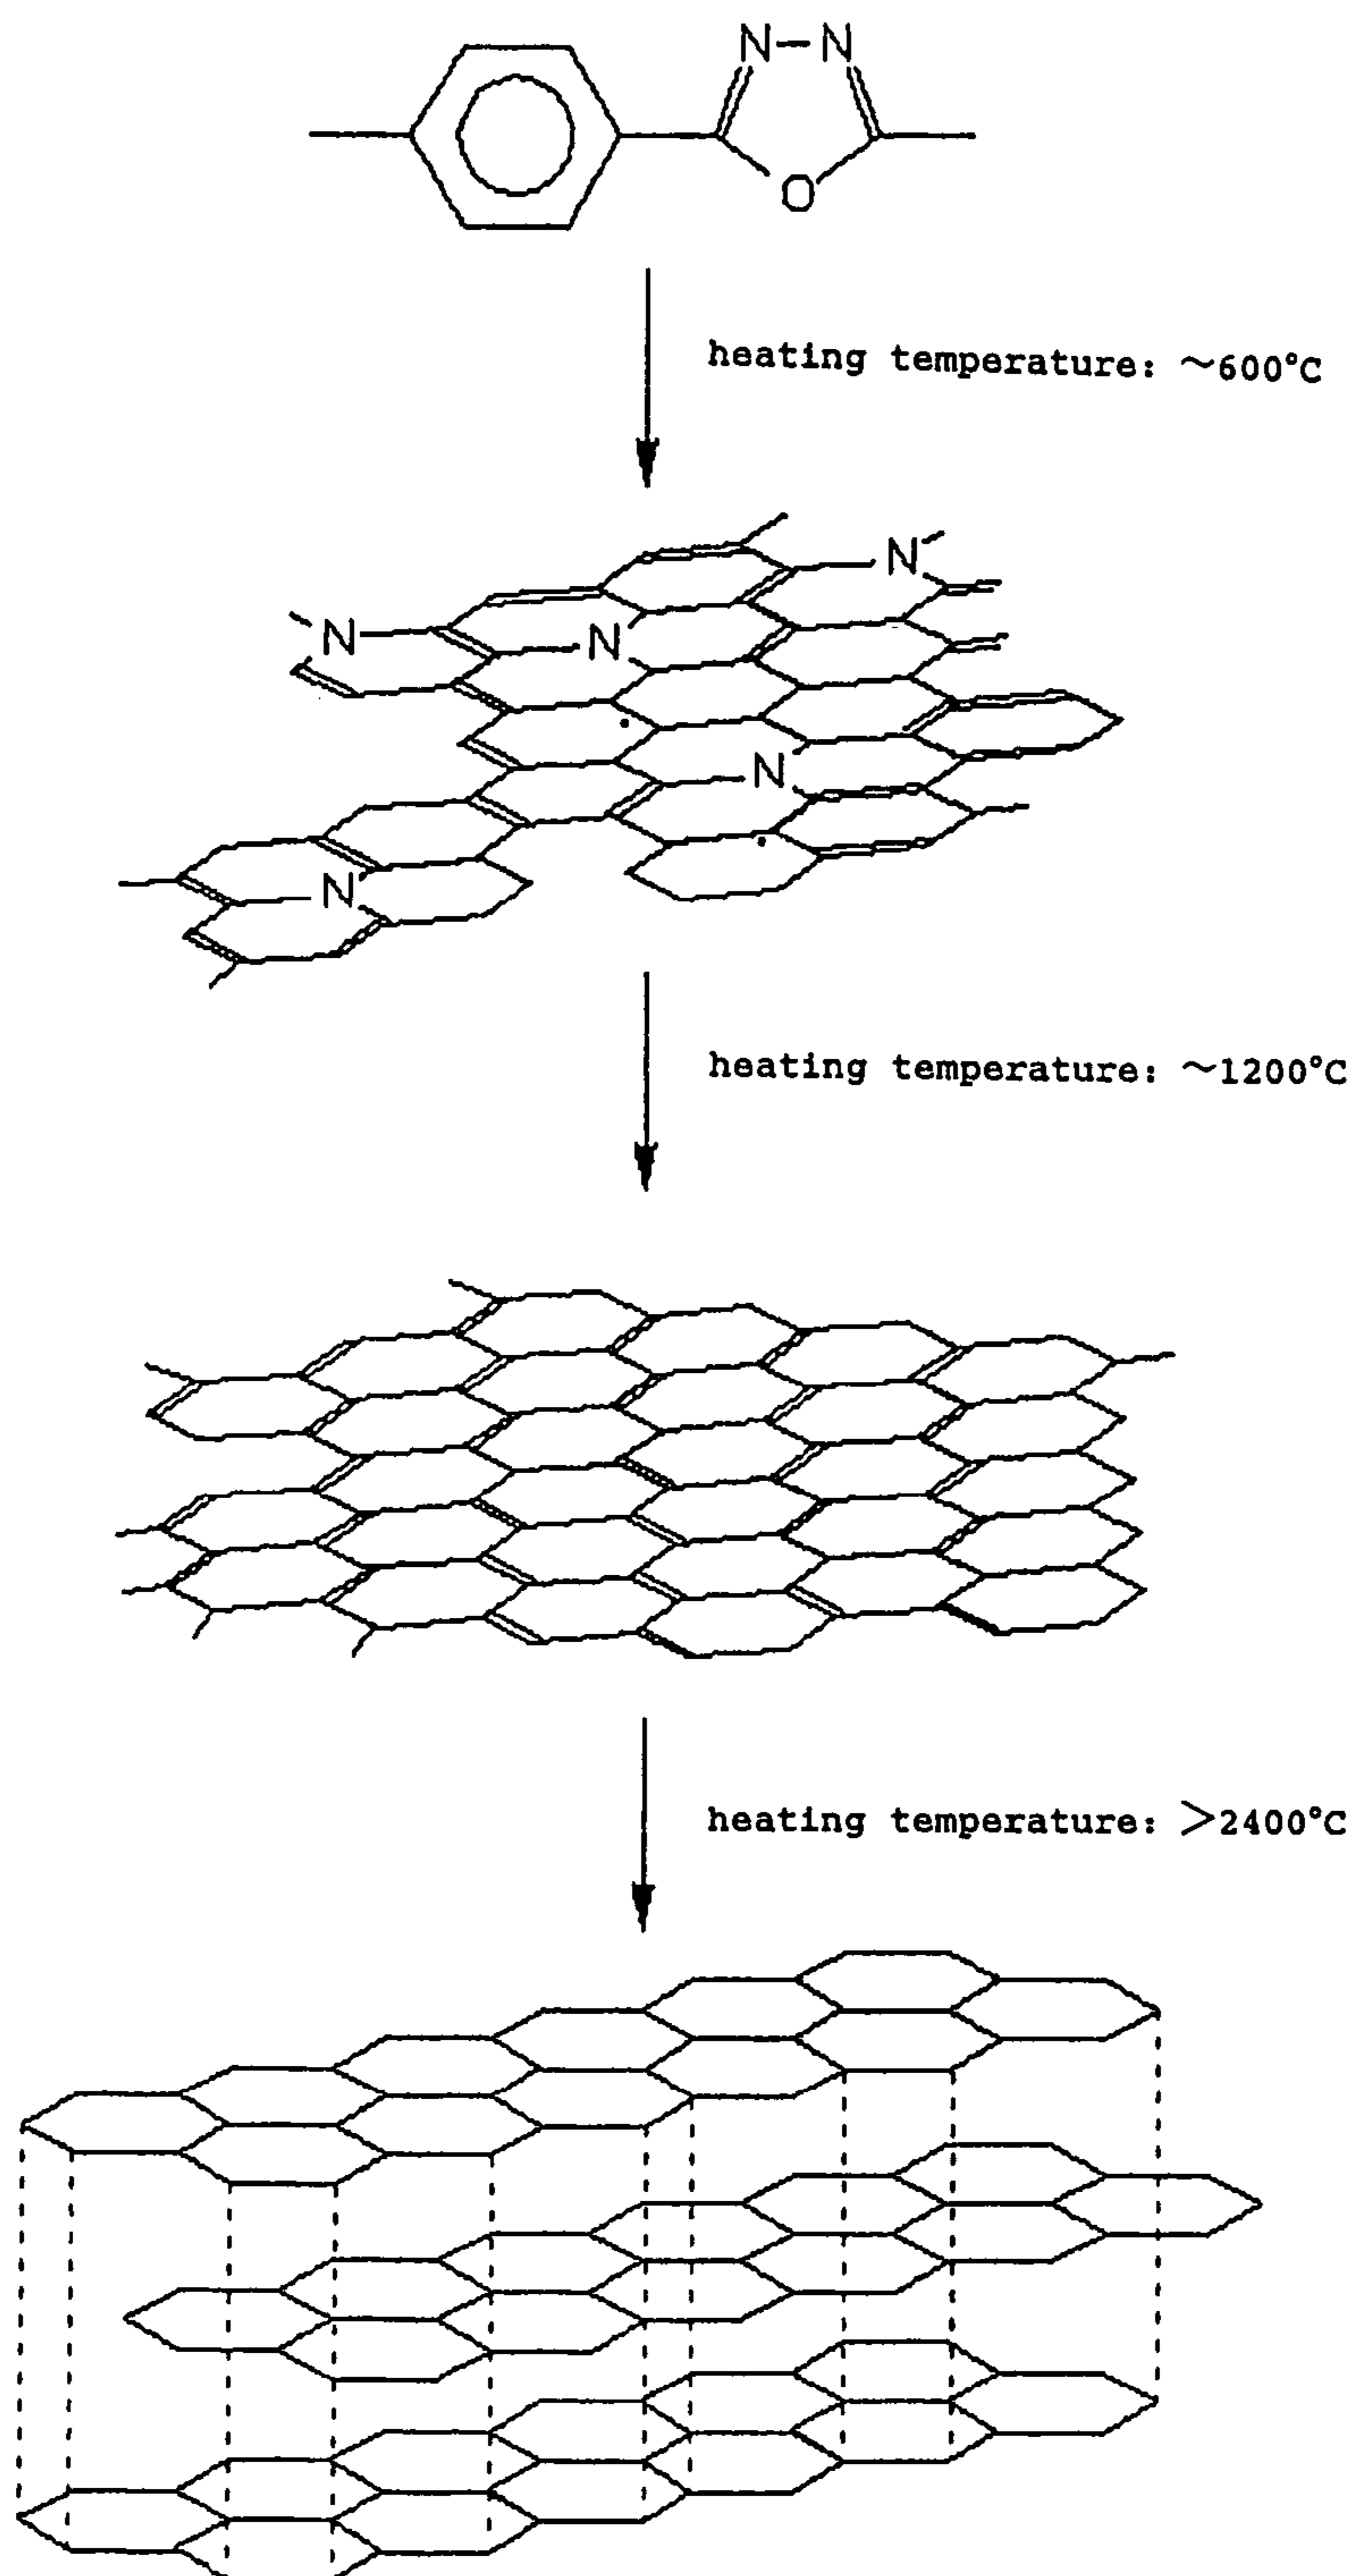 N N
O
heating temperature: ~600°C
N
N
N
N
N
heating temperature: ~1200°C
heating temperature: >2400°C